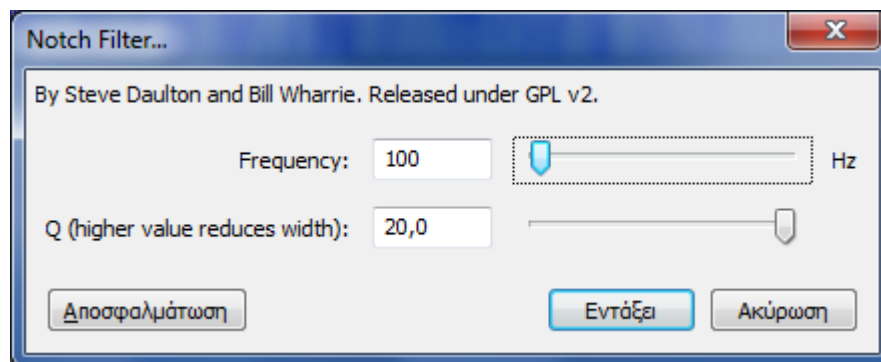 Notch Filter...
By Steve Daulton and Bill Wharrie. Released under GPL v2.
Frequency: 100 Hz
Q (higher value reduces width): 20,0
Αποσφαλμάτωση Εντάξει Ακύρωση